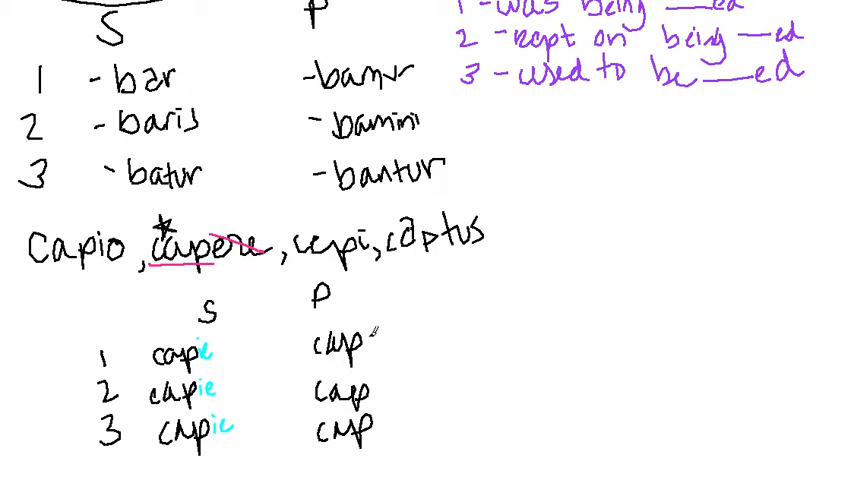 1 - was being __ed
S P
2 - kept on being __ed
1 -bar -bamur 3 - used to be __ed
2 -baris -bamini
3 -batur -bantur
Capio, *capere, cepi, captus
S P
1 capie cap
2 capie cap
3 capie cap